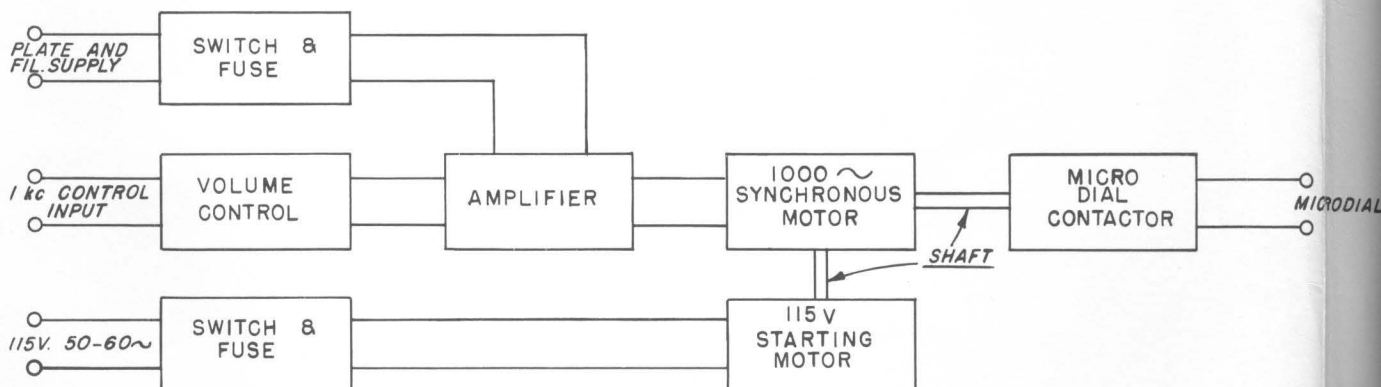 PLATE AND
FIL. SUPPLY
SWITCH &
FUSE
1 kc CONTROL
INPUT
VOLUME
CONTROL
AMPLIFIER
1000 ~
SYNCHRONOUS
MOTOR
MICRO
DIAL
CONTACTOR
MICRODIAL
SHAFT
115V. 50-60~
SWITCH &
FUSE
115 V
STARTING
MOTOR